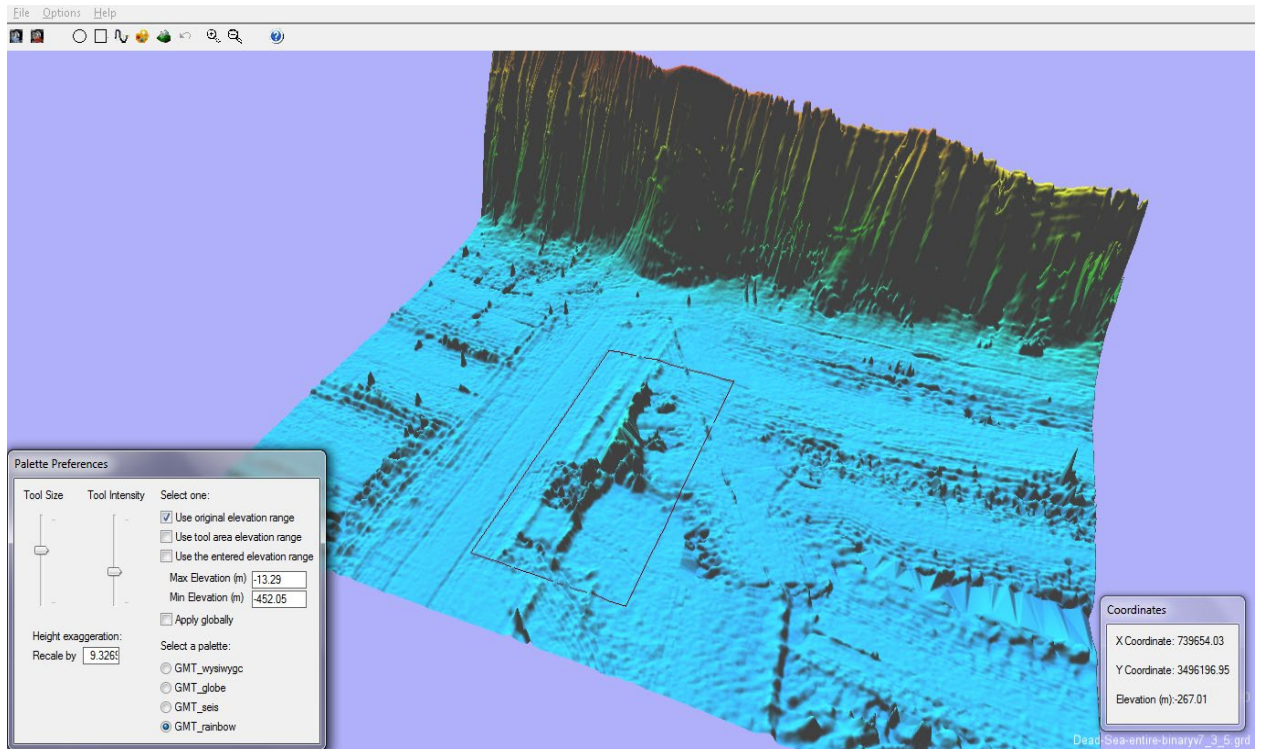 File Options Help
Palette Preferences
Tool Size Tool Intensity Select one:
Use original elevation range
Use tool area elevation range
Use the entered elevation range
Max Elevation (m) -13.29
Min Elevation (m) -452.05
Apply globally
Height exaggeration:
Recale by 9.3269
Select a palette:
GMT_wysiwygc
GMT_globe
GMT_seis
GMT_rainbow
Coordinates
X Coordinate: 739654.03
Y Coordinate: 3496196.95
Elevation (m):-267.01
Dead-Sea-entire-binaryv7_3_5.grd